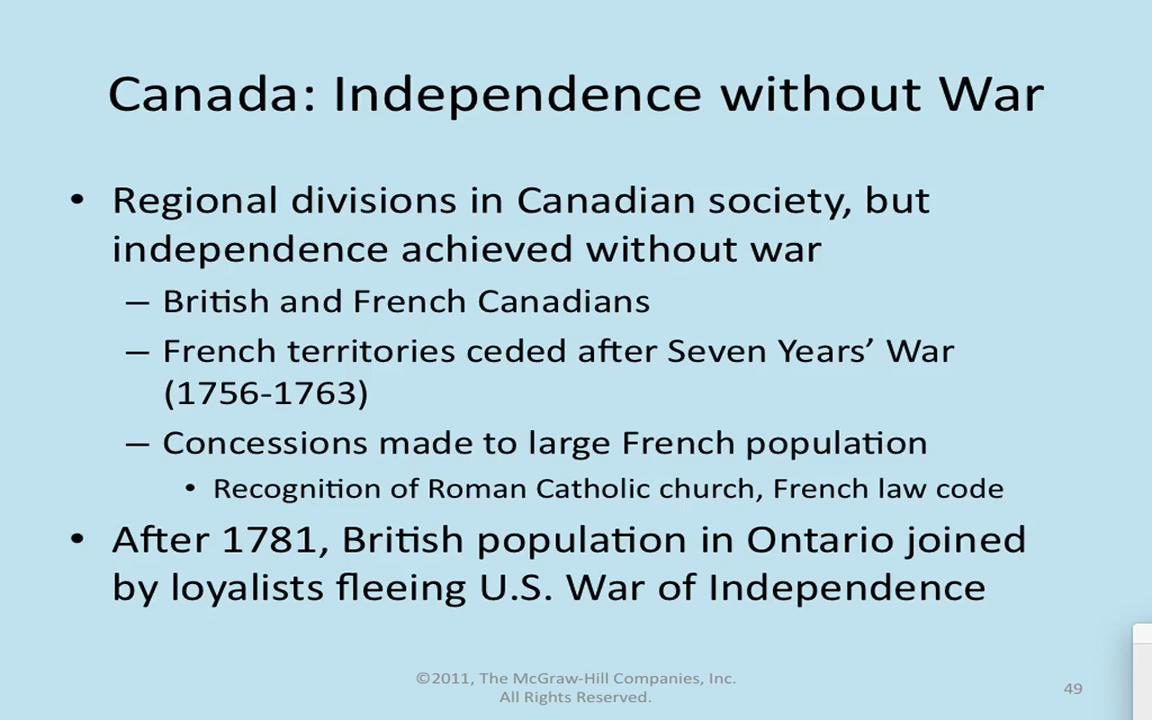 Canada: Independence without War
• Regional divisions in Canadian society, but
independence achieved without war
– British and French Canadians
– French territories ceded after Seven Years’ War
(1756-1763)
– Concessions made to large French population
• Recognition of Roman Catholic church, French law code
• After 1781, British population in Ontario joined
by loyalists fleeing U.S. War of Independence
©2011, The McGraw-Hill Companies, Inc.
All Rights Reserved.
49